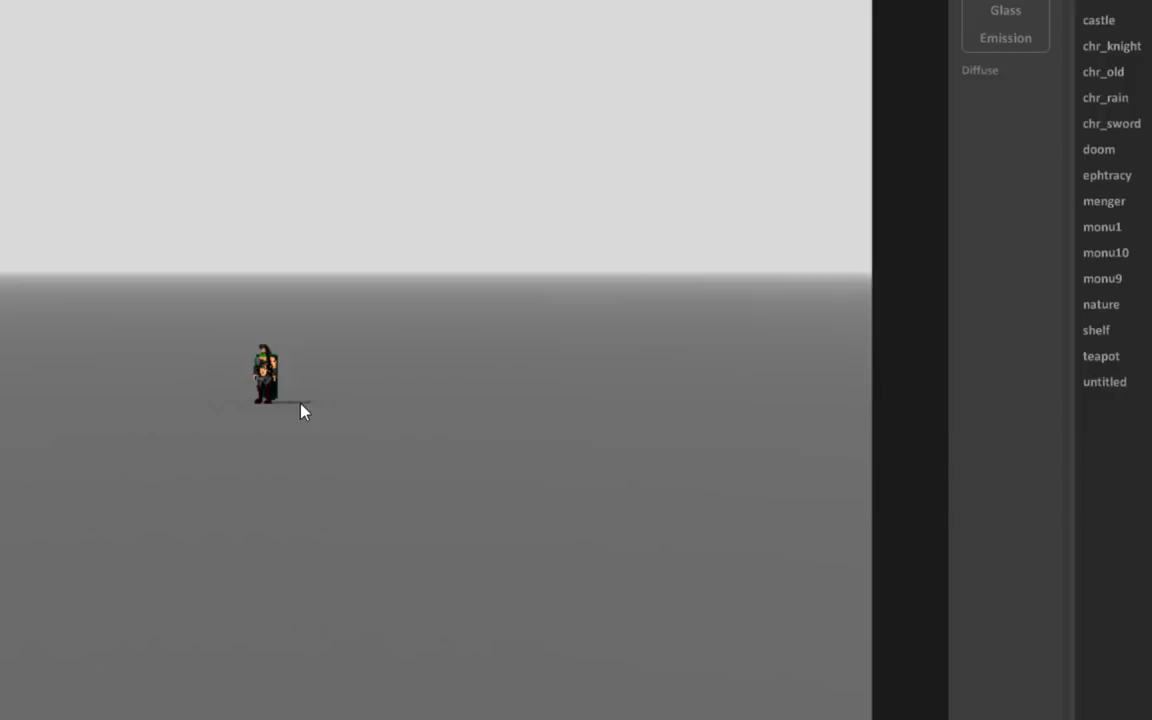 Glass
Emission
Diffuse
castle
chr_knight
chr_old
chr_rain
chr_sword
doom
ephtracy
menger
monu1
monu10
monu9
nature
shelf
teapot
untitled